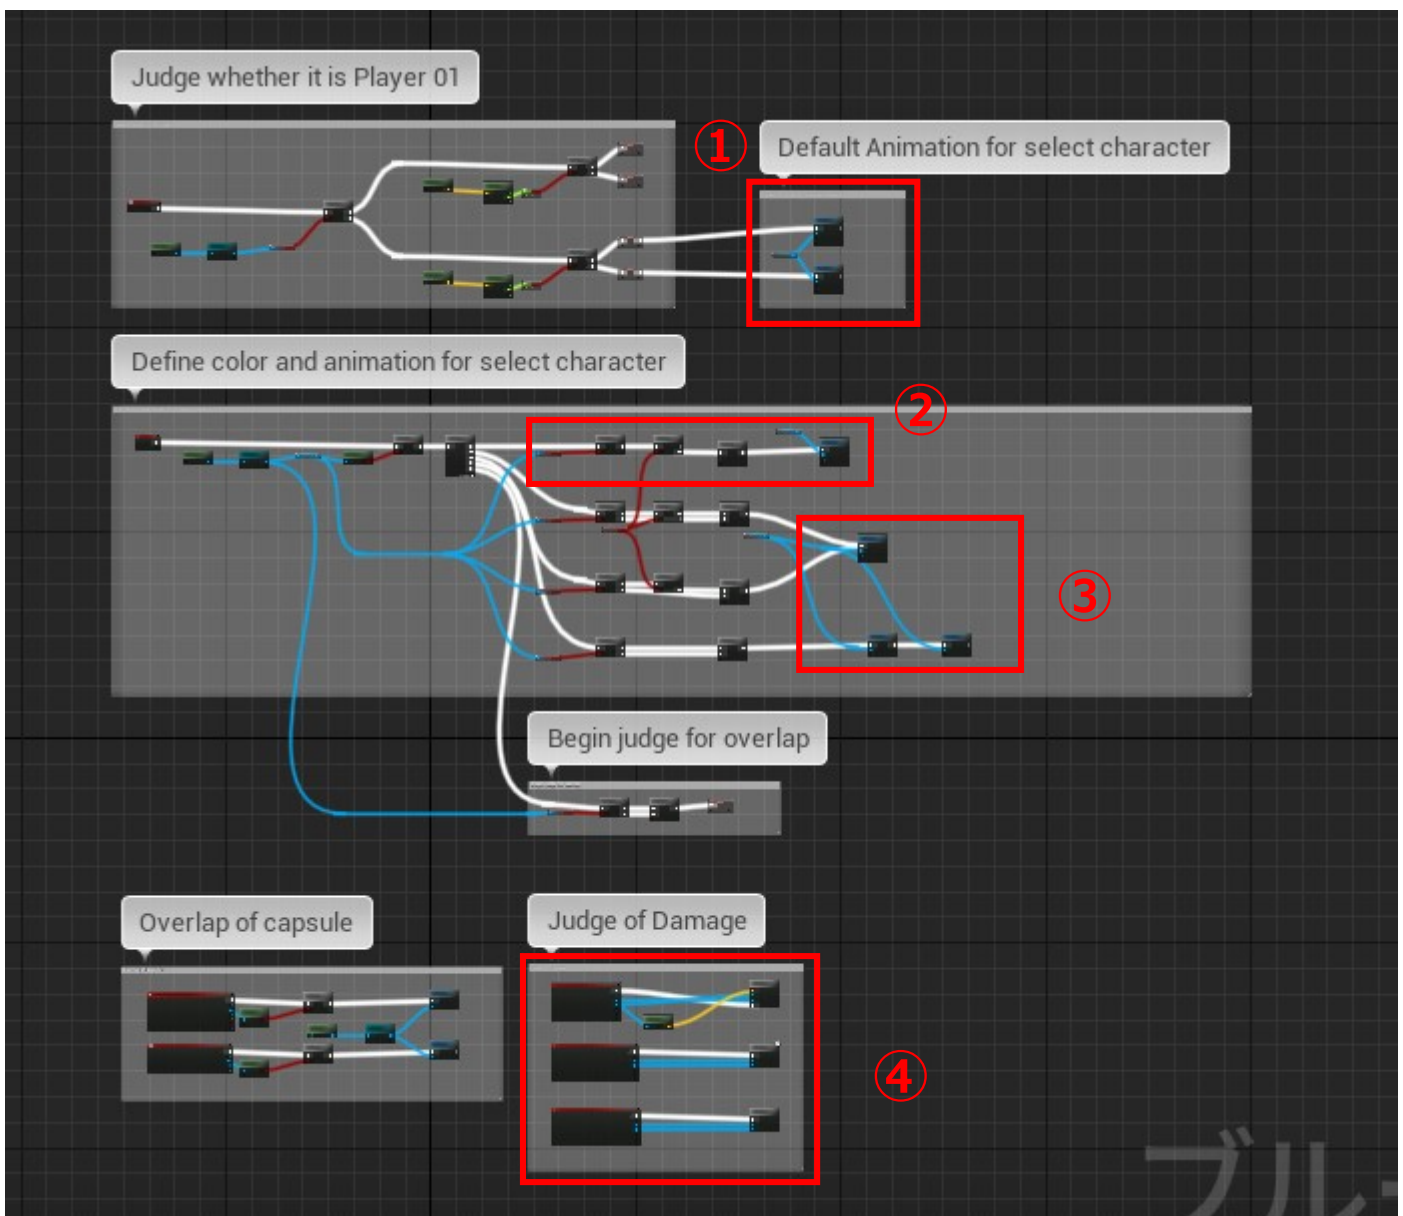 Judge whether it is Player 01
①
Default Animation for select character
Define color and animation for select character
②
③
Begin judge for overlap
Overlap of capsule
Judge of Damage
④
ブルー